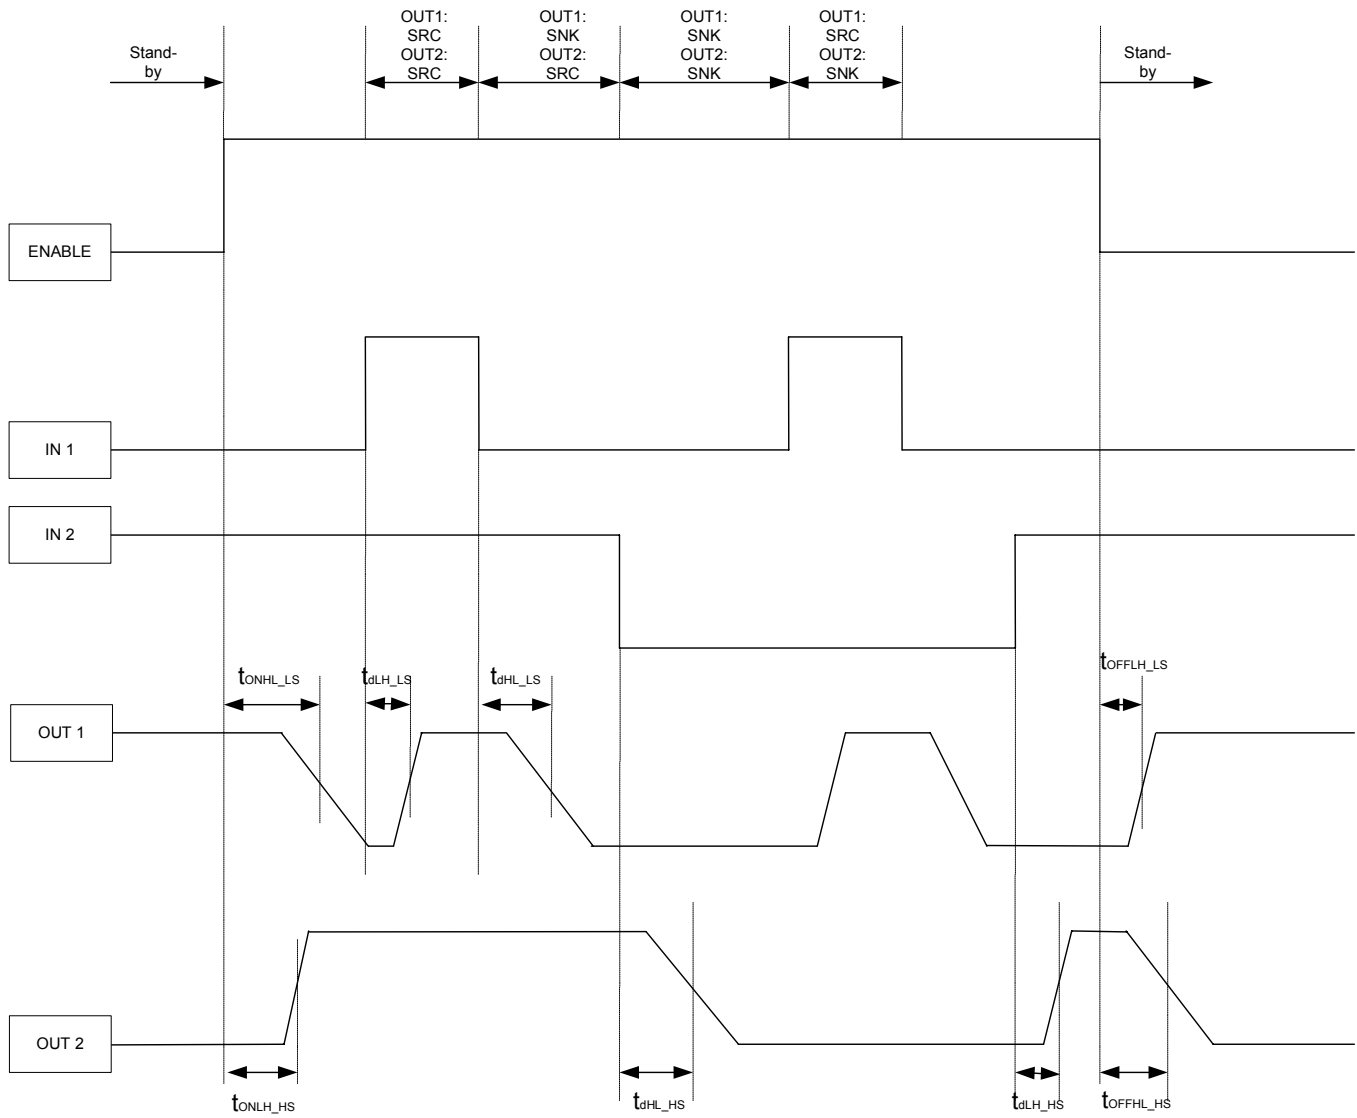 OUT1:
SRC
OUT2:
SRC
OUT1:
SNK
OUT2:
SRC
OUT1:
SNK
OUT2:
SNK
OUT1:
SRC
OUT2:
SNK
Stand-
by
Stand-
by
ENABLE
IN 1
IN 2
tONHL_LS
tdLH_LS
tdHL_LS
tOFFLH_LS
OUT 1
OUT 2
tONLH_HS
tdHL_HS
tdLH_HS
tOFFHL_HS